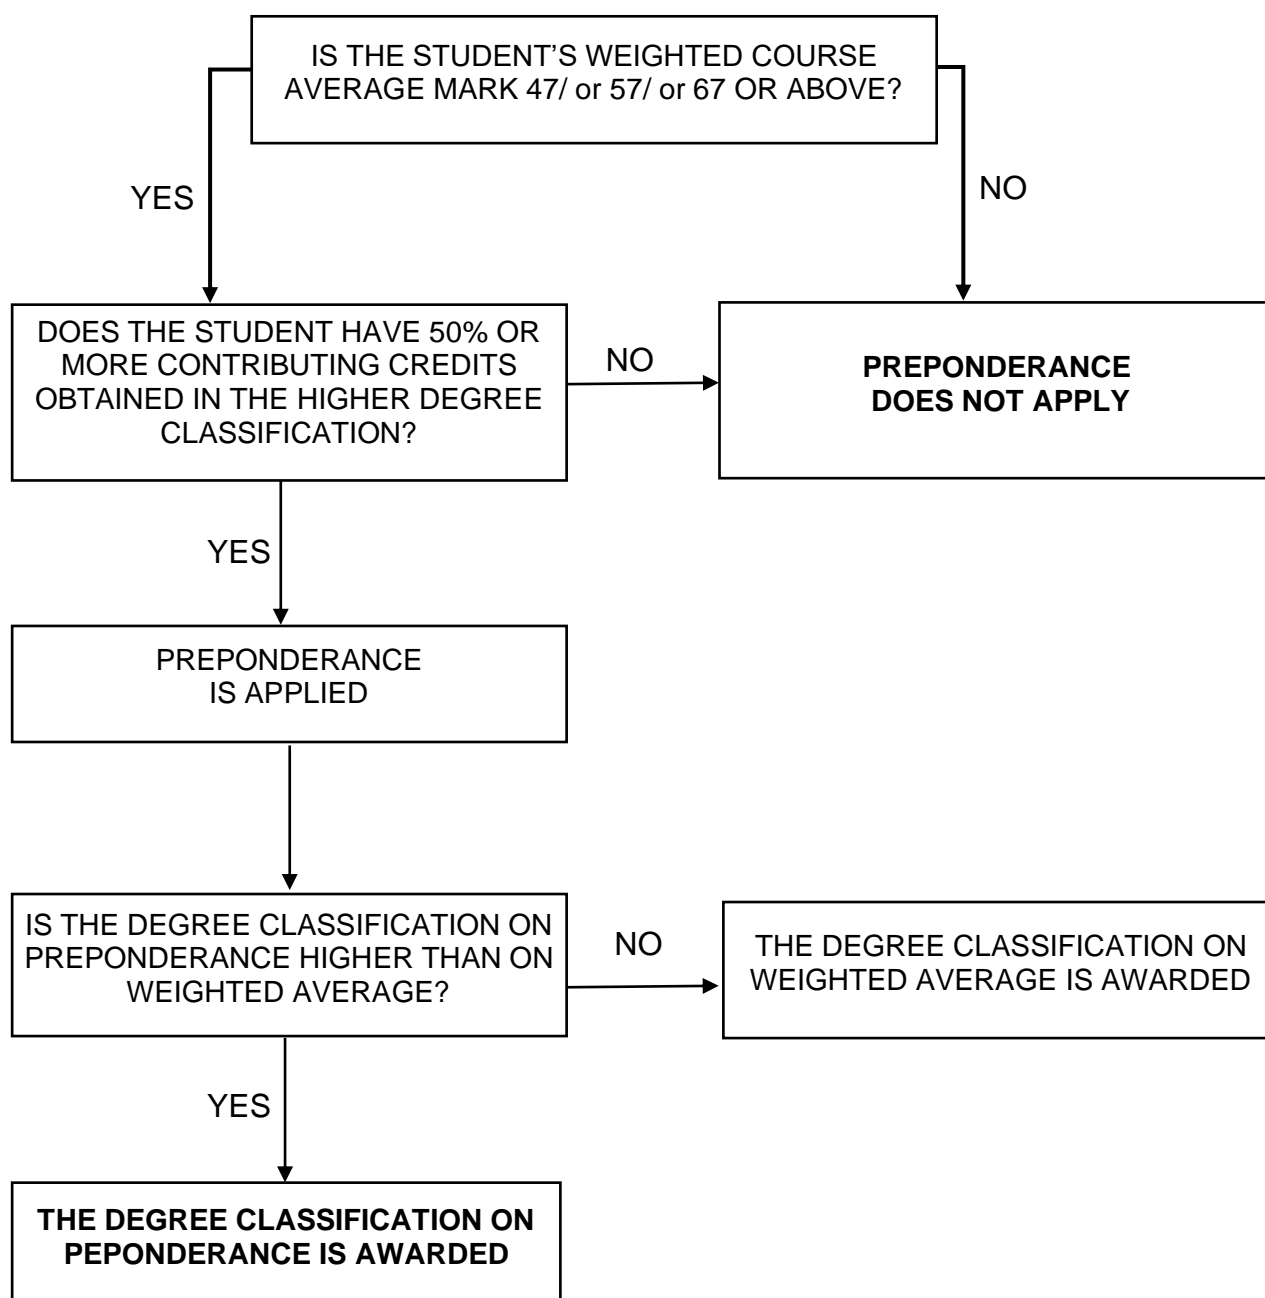 IS THE STUDENT’S WEIGHTED COURSE
AVERAGE MARK 47/ or 57/ or 67 OR ABOVE?
YES
NO
DOES THE STUDENT HAVE 50% OR
MORE CONTRIBUTING CREDITS
OBTAINED IN THE HIGHER DEGREE
CLASSIFICATION?
NO
PREPONDERANCE
DOES NOT APPLY
YES
PREPONDERANCE
IS APPLIED
IS THE DEGREE CLASSIFICATION ON
PREPONDERANCE HIGHER THAN ON
WEIGHTED AVERAGE?
NO
THE DEGREE CLASSIFICATION ON
WEIGHTED AVERAGE IS AWARDED
YES
THE DEGREE CLASSIFICATION ON
PEPONDERANCE IS AWARDED